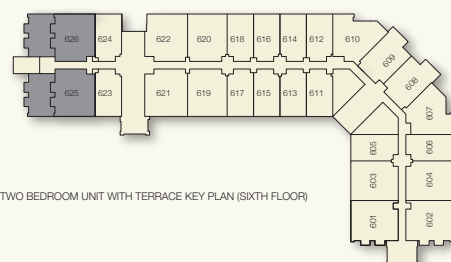 626 624 622 620 618 616 614 612 610
609
608
607
625 623 621 619 617 615 613 611
605 606
603 604
601 602
TWO BEDROOM UNIT WITH TERRACE KEY PLAN (SIXTH FLOOR)